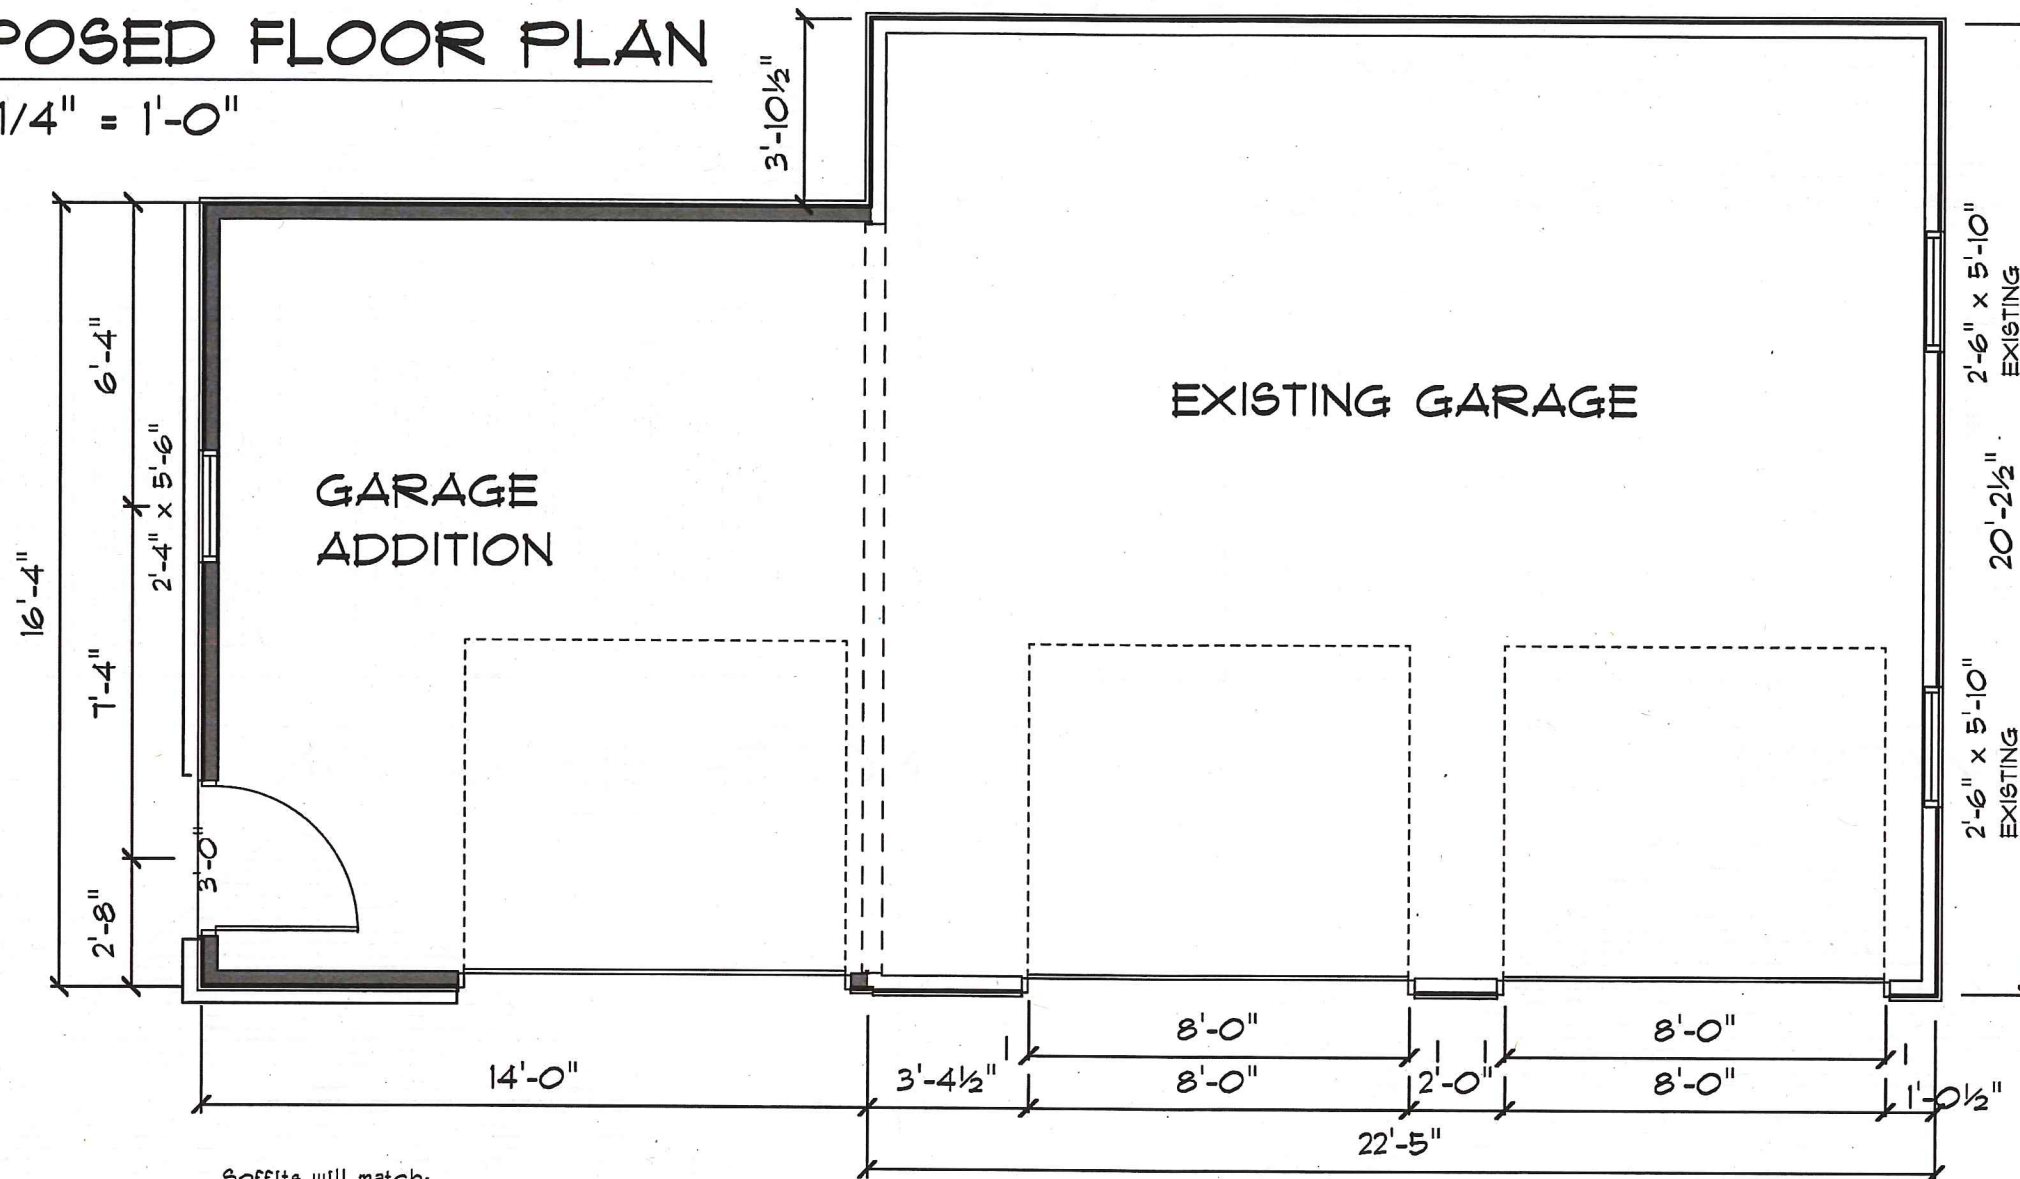 POSED FLOOR PLAN
1/4" = 1'-0"
3'-10½"
16'-4"
6'-4"
7'-4"
2'-8"
2'-4" x 5'-6"
3'-0"
GARAGE
ADDITION
EXISTING GARAGE
2'-6" x 5'-10"
EXISTING
20'-2½"
2'-6" x 5'-10"
EXISTING
8'-0"
8'-0"
14'-0"
3'-4½"
8'-0"
2'-0"
8'-0"
1'-0½"
22'-5"
Soffits will match